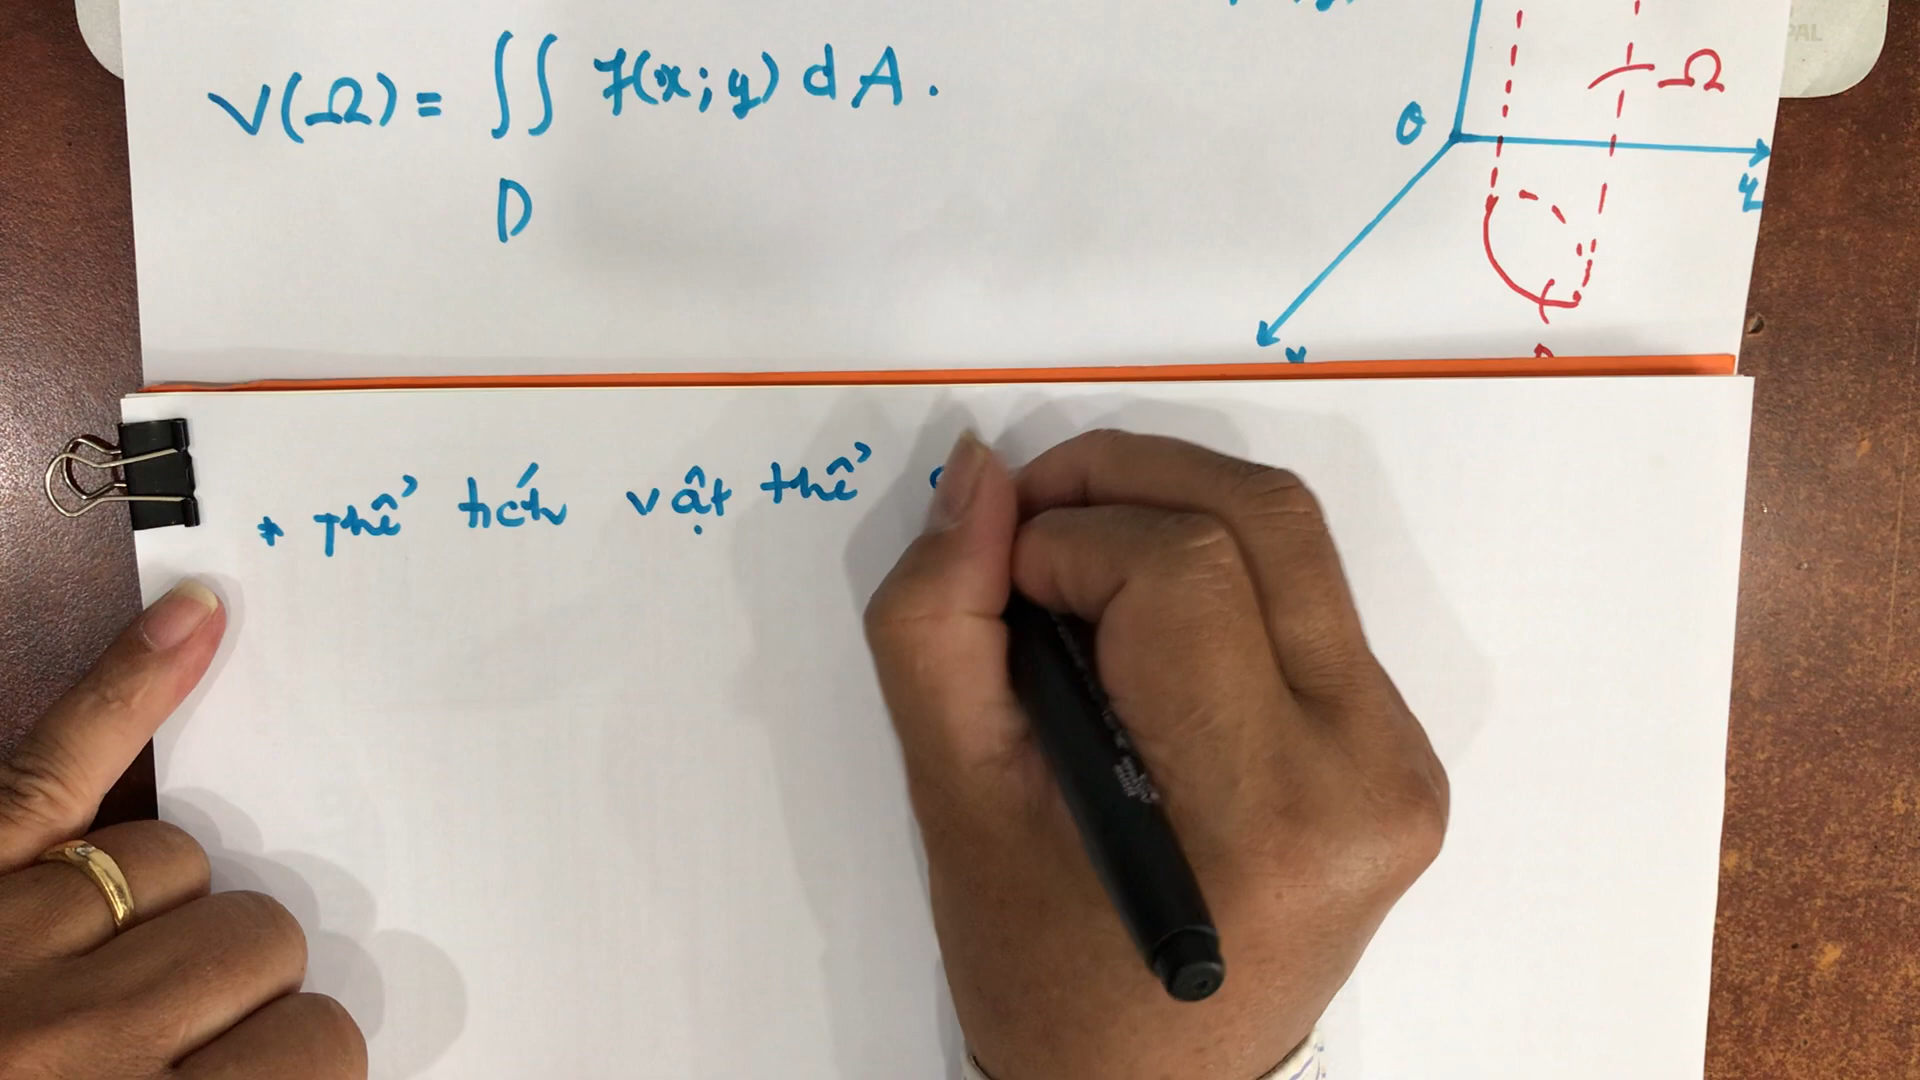 V(Ω) = ∬ f(x; y) dA.
D
Ω
O
y
x
* Thể tích vật thể